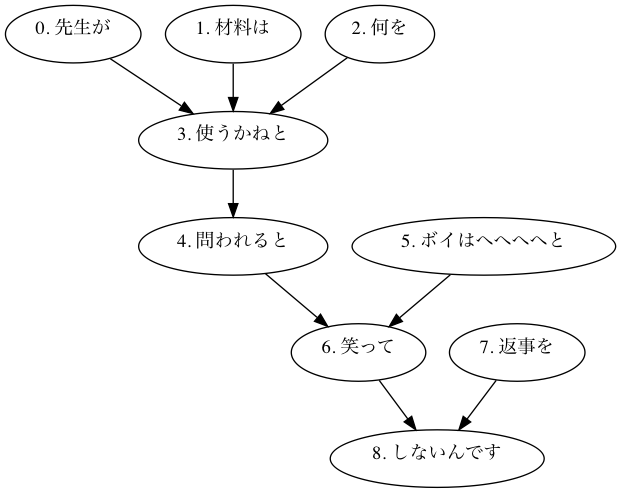 0. 先生が
1. 材料は
2. 何を
3. 使うかねと
4. 問われると
5. ボイはへへへへと
6. 笑って
7. 返事を
8. しないんです